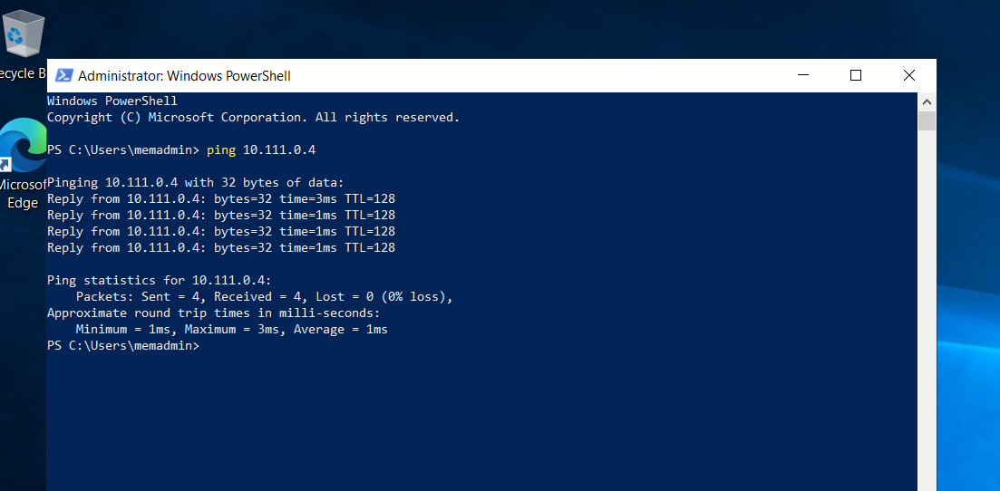 Administrator: Windows PowerShell
ecycle B
Windows PowerShell
Copyright (C) Microsoft Corporation. All rights reserved.
PS C:\Users\memadmin> ping 10.111.0.4
Microsof
Edge
Pinging 10.111.0.4 with 32 bytes of data:
Reply from 10.111.0.4: bytes=32 time=3ms TTL=128
Reply from 10.111.0.4: bytes=32 time=1ms TTL=128
Reply from 10.111.0.4: bytes=32 time=1ms TTL=128
Reply from 10.111.0.4: bytes=32 time=1ms TTL=128
Ping statistics for 10.111.0.4:
    Packets: Sent = 4, Received = 4, Lost = 0 (0% loss),
Approximate round trip times in milli-seconds:
    Minimum = 1ms, Maximum = 3ms, Average = 1ms
PS C:\Users\memadmin>